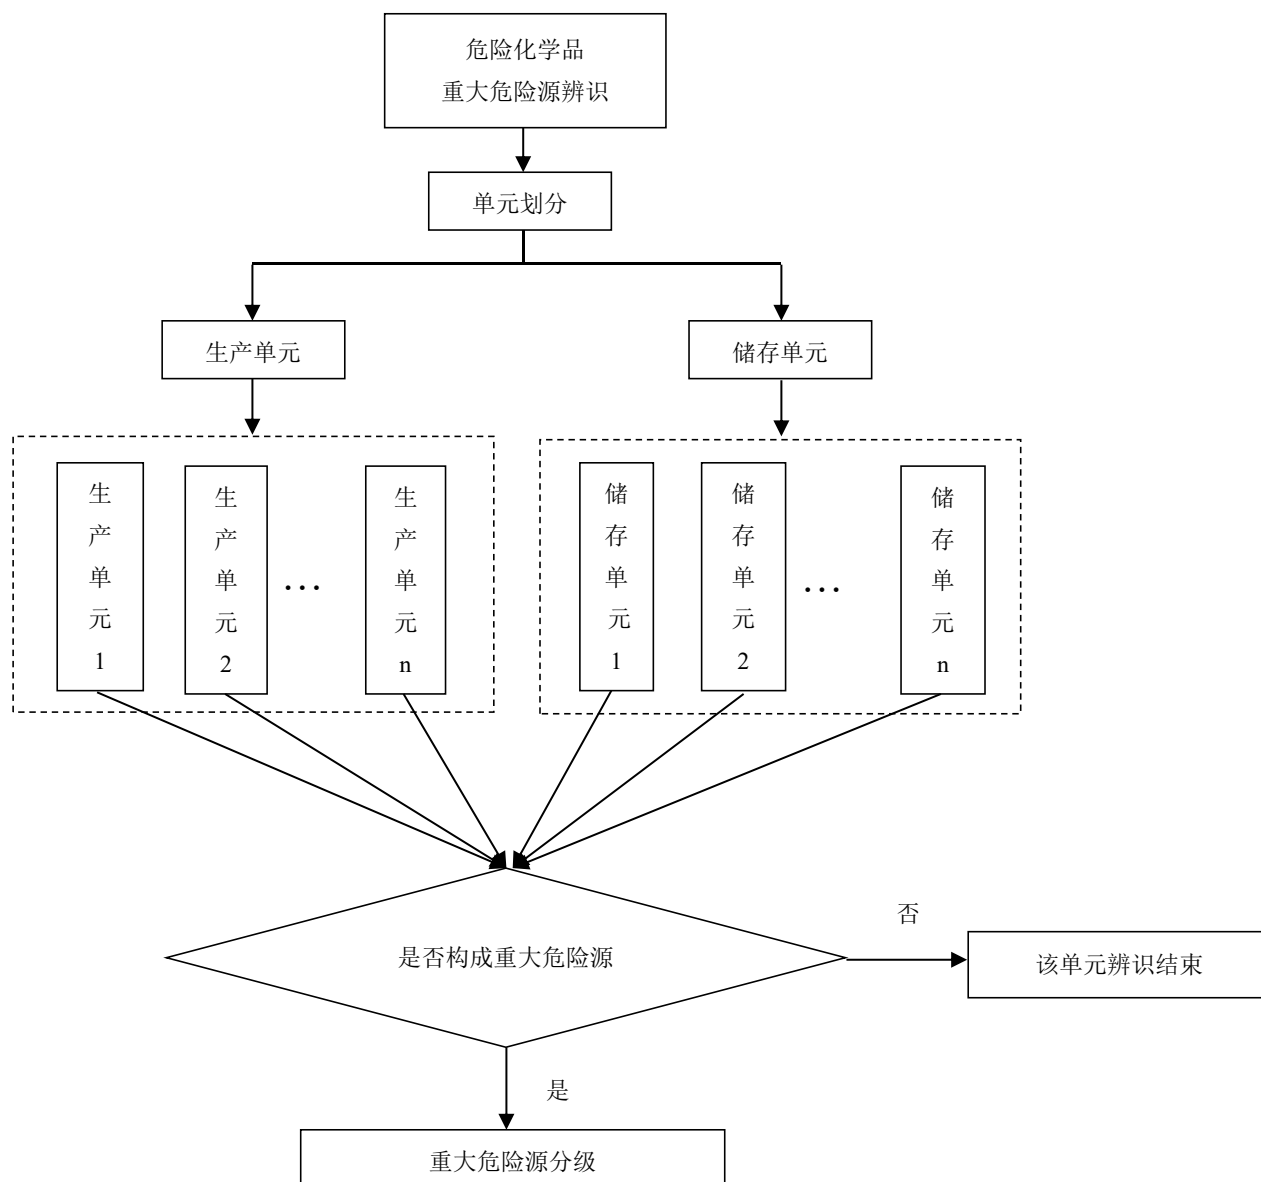 危险化学品
重大危险源辨识
单元划分
生产单元
储存单元
生产单元1
生产单元2
…
生产单元n
储存单元1
储存单元2
…
储存单元n
是否构成重大危险源
否
该单元辨识结束
是
重大危险源分级